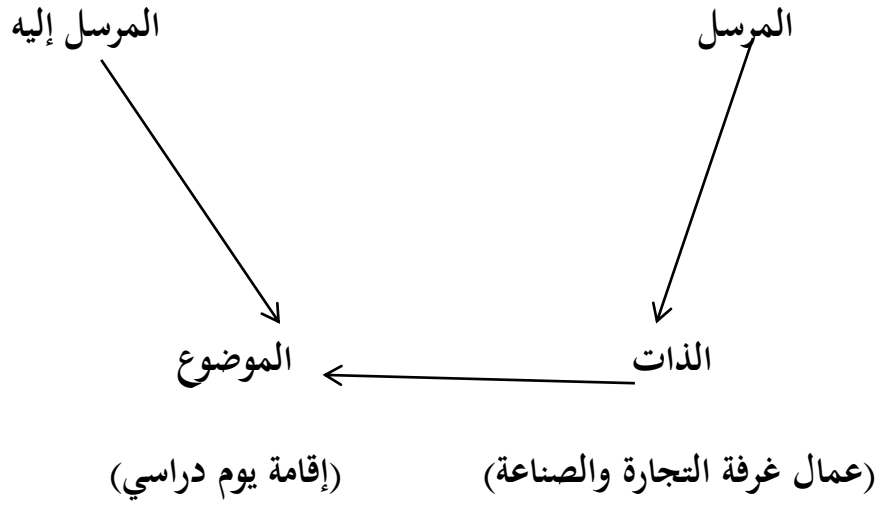 المرسل المرسل إليه
الذات الموضوع
(عمال غرفة التجارة والصناعة) (إقامة يوم دراسي)